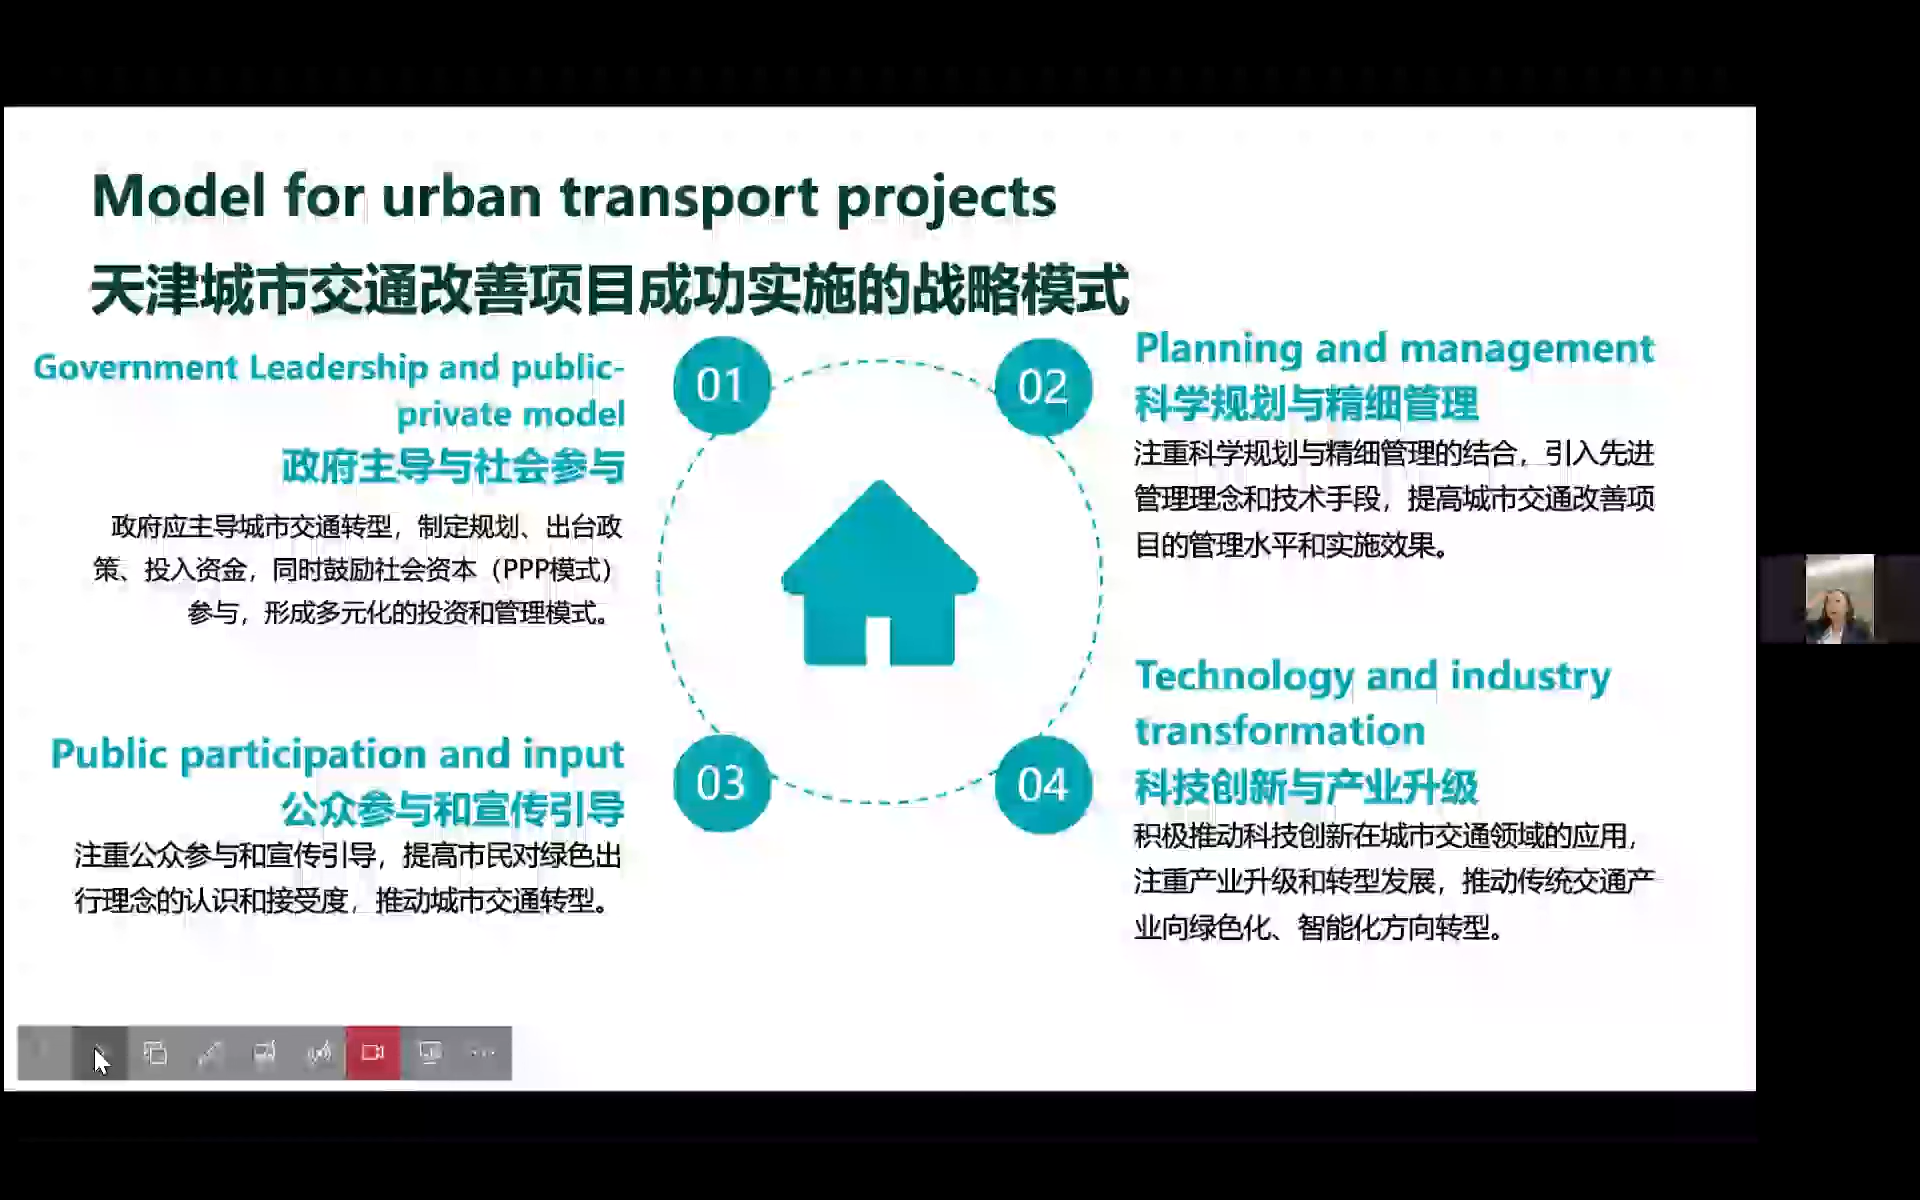 Model for urban transport projects
天津城市交通改善项目成功实施的战略模式
Government Leadership and public-
private model
政府主导与社会参与
政府应主导城市交通转型，制定规划、出台政
策、投入资金，同时鼓励社会资本（PPP模式）
参与，形成多元化的投资和管理模式。
01
02
Planning and management
科学规划与精细管理
注重科学规划与精细管理的结合，引入先进
管理理念和技术手段，提高城市交通改善项
目的管理水平和实施效果。
Public participation and input
公众参与和宣传引导
注重公众参与和宣传引导，提高市民对绿色出
行理念的认识和接受度，推动城市交通转型。
03
04
Technology and industry
transformation
科技创新与产业升级
积极推动科技创新在城市交通领域的应用，
注重产业升级和转型发展，推动传统交通产
业向绿色化、智能化方向转型。